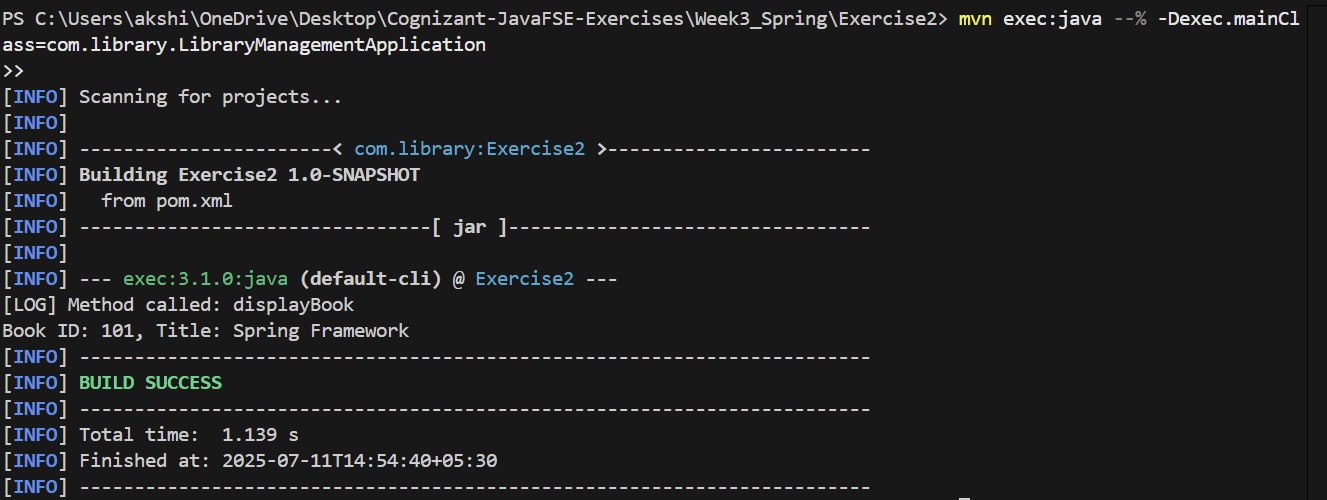 PS C:\Users\akshi\OneDrive\Desktop\Cognizant-JavaFSE-Exercises\Week3_Spring\Exercise2> mvn exec:java --% -Dexec.mainCl
ass=com.library.LibraryManagementApplication
>>
[INFO] Scanning for projects...
[INFO]
[INFO] -----------------------< com.library:Exercise2 >------------------------
[INFO] Building Exercise2 1.0-SNAPSHOT
[INFO]   from pom.xml
[INFO] --------------------------------[ jar ]---------------------------------
[INFO]
[INFO] --- exec:3.1.0:java (default-cli) @ Exercise2 ---
[LOG] Method called: displayBook
Book ID: 101, Title: Spring Framework
[INFO] ------------------------------------------------------------------------
[INFO] BUILD SUCCESS
[INFO] ------------------------------------------------------------------------
[INFO] Total time:  1.139 s
[INFO] Finished at: 2025-07-11T14:54:40+05:30
[INFO] ------------------------------------------------------------------------